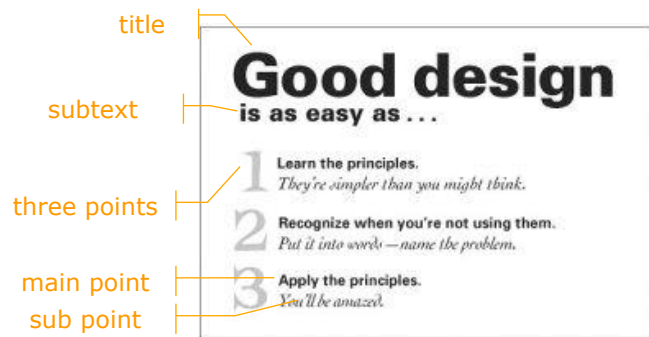 title
Good design
subtext
is as easy as . . .
1
Learn the principles.
They're simpler than you might think.
three points
2
Recognize when you're not using them.
Put it into words—name the problem.
main point
3
Apply the principles.
sub point
You'll be amazed.